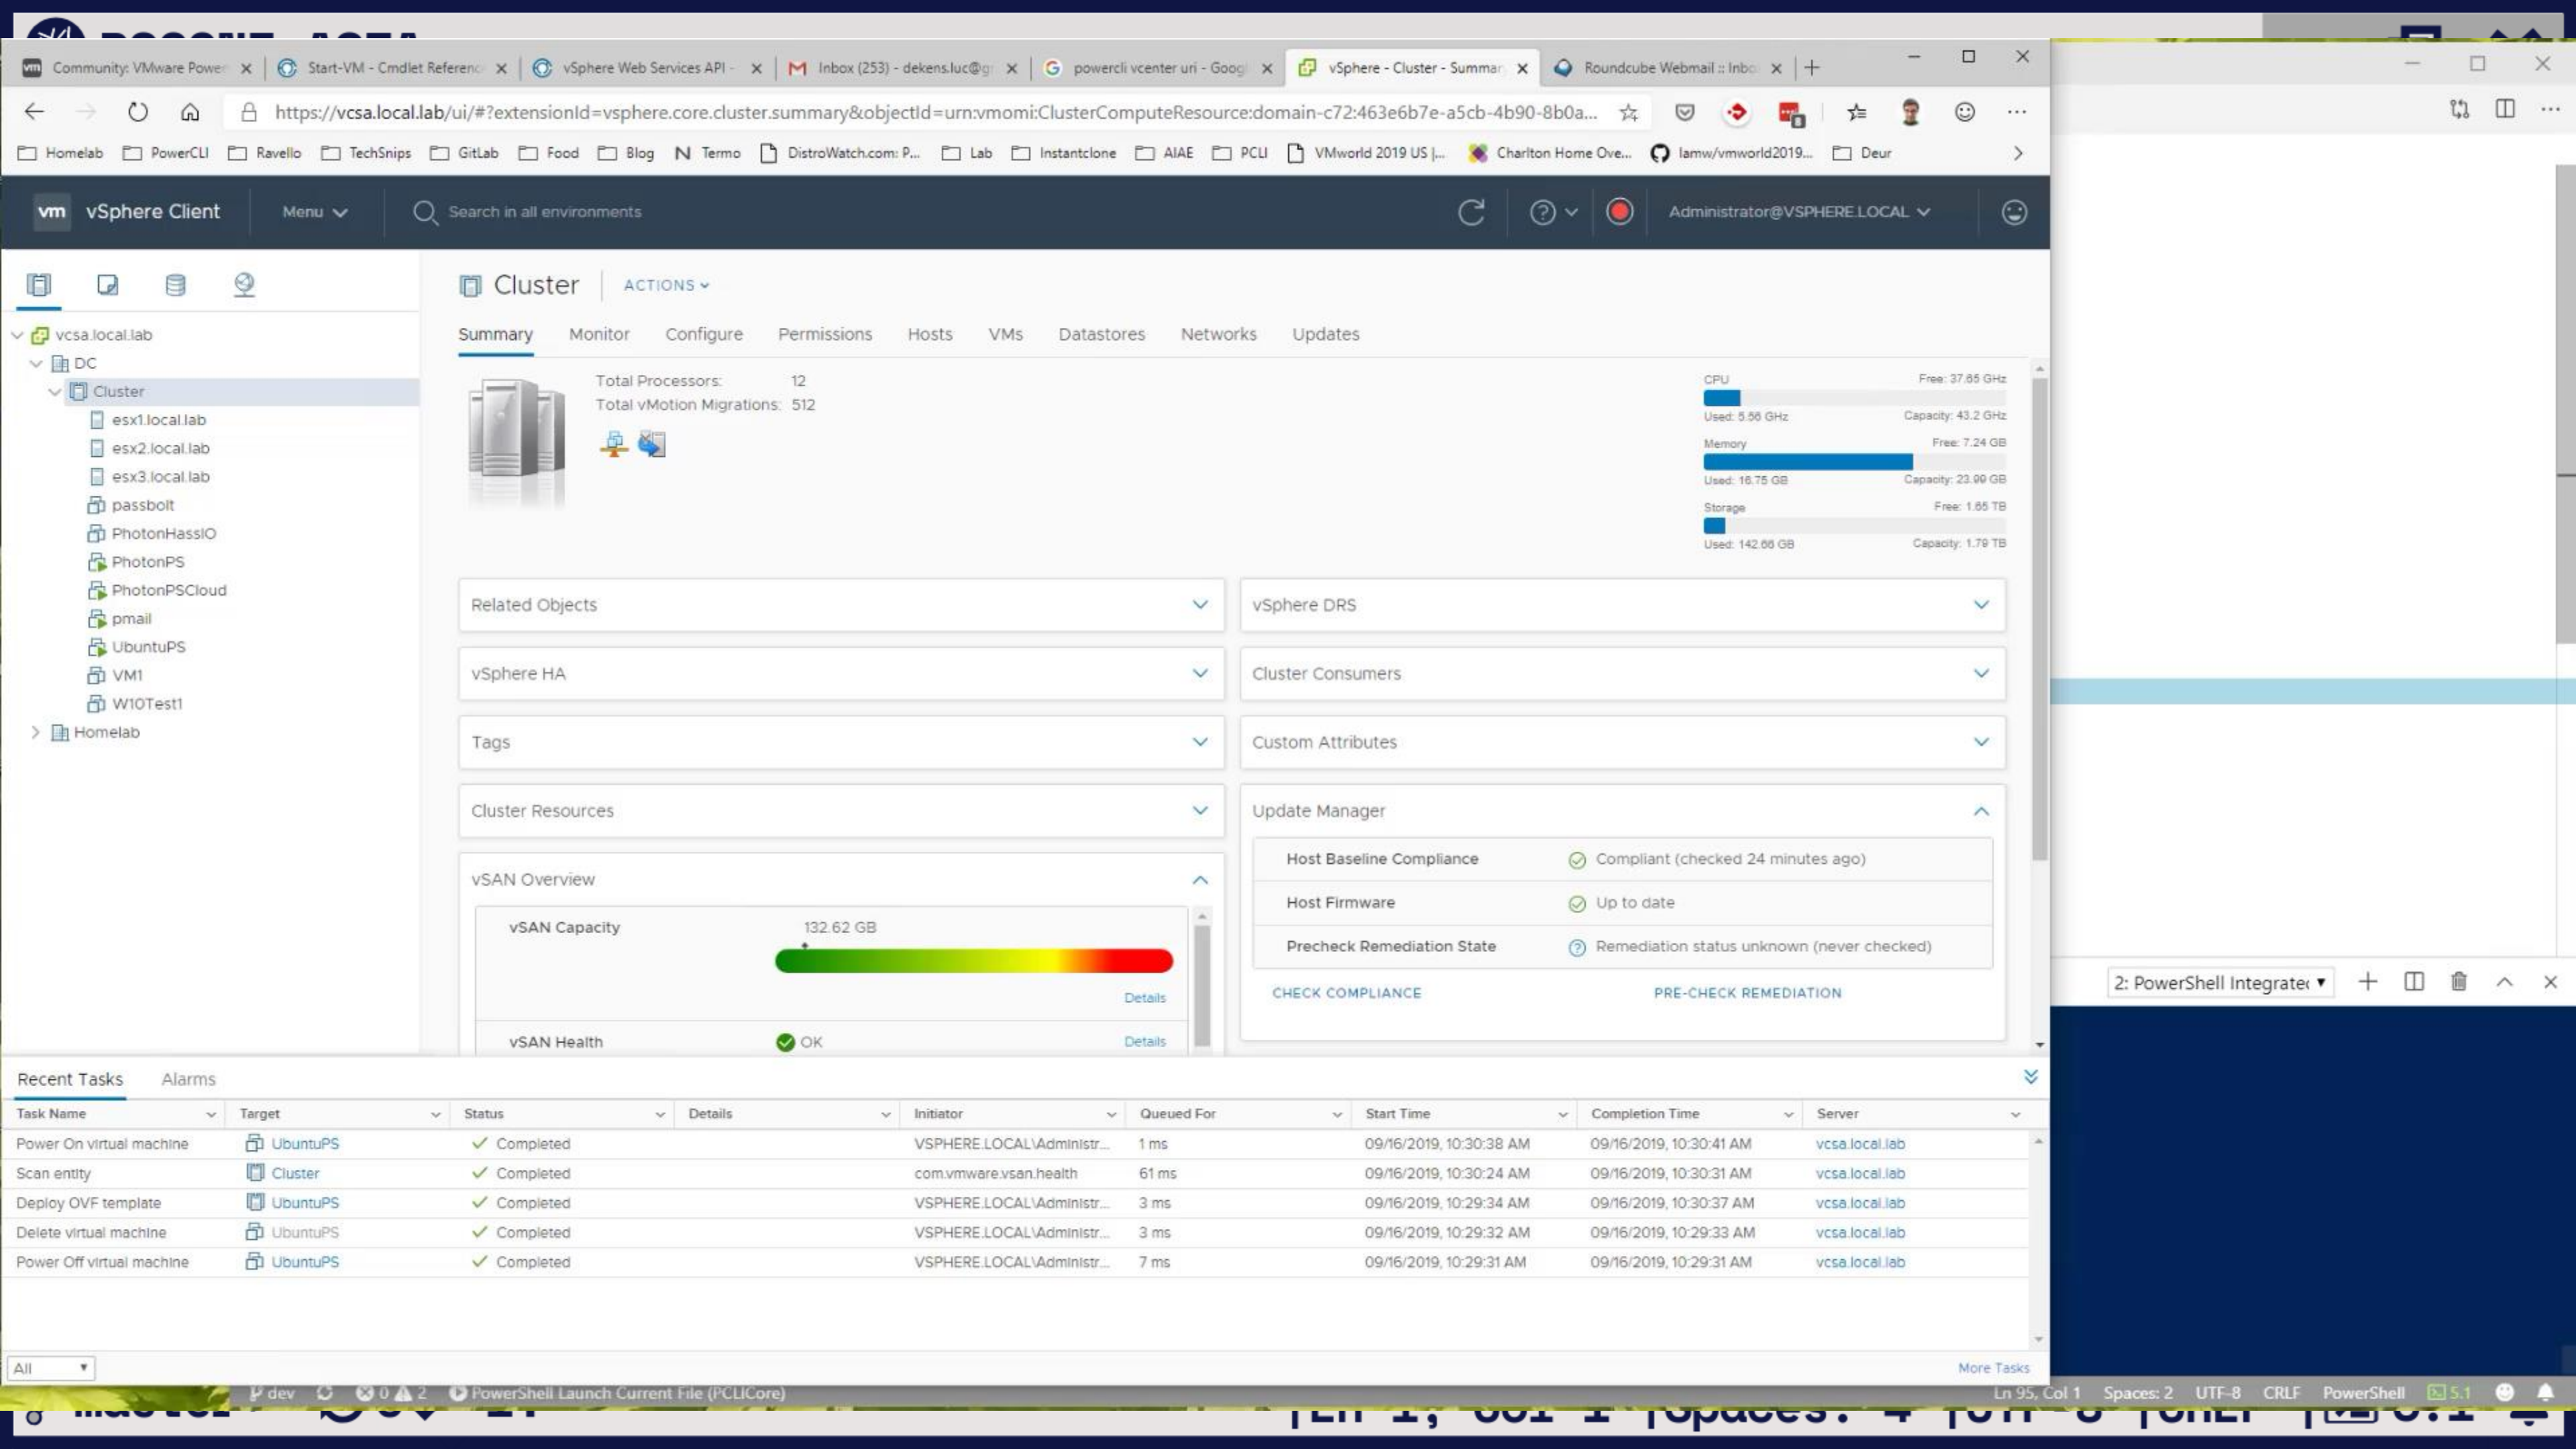 Community: VMware Power
Start-VM - Cmdlet Referenc
vSphere Web Services API -
Inbox (253) - dekens.luc@g
powercli vcenter uri - Goog
vSphere - Cluster - Summar
Roundcube Webmail :: Inbo
https://vcsa.local.lab/ui/#?extensionId=vsphere.core.cluster.summary&objectId=urn:vmomi:ClusterComputeResource:domain-c72:463e6b7e-a5cb-4b90-8b0a...
Homelab PowerCLI Ravello TechSnips GitLab Food Blog N Termo DistroWatch.com: P... Lab Instantclone AIAE PCLI VMworld 2019 US |... Charlton Home Ove... lamw/vmworld2019... Deur
vm vSphere Client Menu Search in all environments Administrator@VSPHERE.LOCAL
Cluster ACTIONS
Summary Monitor Configure Permissions Hosts VMs Datastores Networks Updates
vcsa.local.lab
DC
Cluster
esx1.local.lab
esx2.local.lab
esx3.local.lab
passbolt
PhotonHassIO
PhotonPS
PhotonPSCloud
pmail
UbuntuPS
VM1
W10Test1
Homelab
Total Processors: 12
Total vMotion Migrations: 512
CPU Free: 37.65 GHz
Used: 5.56 GHz Capacity: 43.2 GHz
Memory Free: 7.24 GB
Used: 16.75 GB Capacity: 23.99 GB
Storage Free: 1.65 TB
Used: 142.66 GB Capacity: 1.79 TB
Related Objects
vSphere DRS
vSphere HA
Cluster Consumers
Tags
Custom Attributes
Cluster Resources
Update Manager
Host Baseline Compliance Compliant (checked 24 minutes ago)
Host Firmware Up to date
Precheck Remediation State Remediation status unknown (never checked)
CHECK COMPLIANCE PRE-CHECK REMEDIATION
vSAN Overview
vSAN Capacity 132.62 GB
Details
vSAN Health OK Details
2: PowerShell Integrated
Recent Tasks Alarms
Task Name Target Status Details Initiator Queued For Start Time Completion Time Server
Power On virtual machine UbuntuPS Completed VSPHERE.LOCAL\Administr... 1 ms 09/16/2019, 10:30:38 AM 09/16/2019, 10:30:41 AM vcsa.local.lab
Scan entity Cluster Completed com.vmware.vsan.health 61 ms 09/16/2019, 10:30:24 AM 09/16/2019, 10:30:31 AM vcsa.local.lab
Deploy OVF template UbuntuPS Completed VSPHERE.LOCAL\Administr... 3 ms 09/16/2019, 10:29:34 AM 09/16/2019, 10:30:37 AM vcsa.local.lab
Delete virtual machine UbuntuPS Completed VSPHERE.LOCAL\Administr... 3 ms 09/16/2019, 10:29:32 AM 09/16/2019, 10:29:33 AM vcsa.local.lab
Power Off virtual machine UbuntuPS Completed VSPHERE.LOCAL\Administr... 7 ms 09/16/2019, 10:29:31 AM 09/16/2019, 10:29:31 AM vcsa.local.lab
All More Tasks
dev 0 2 PowerShell Launch Current File (PCLICore) Ln 95, Col 1 Spaces: 2 UTF-8 CRLF PowerShell 5.1